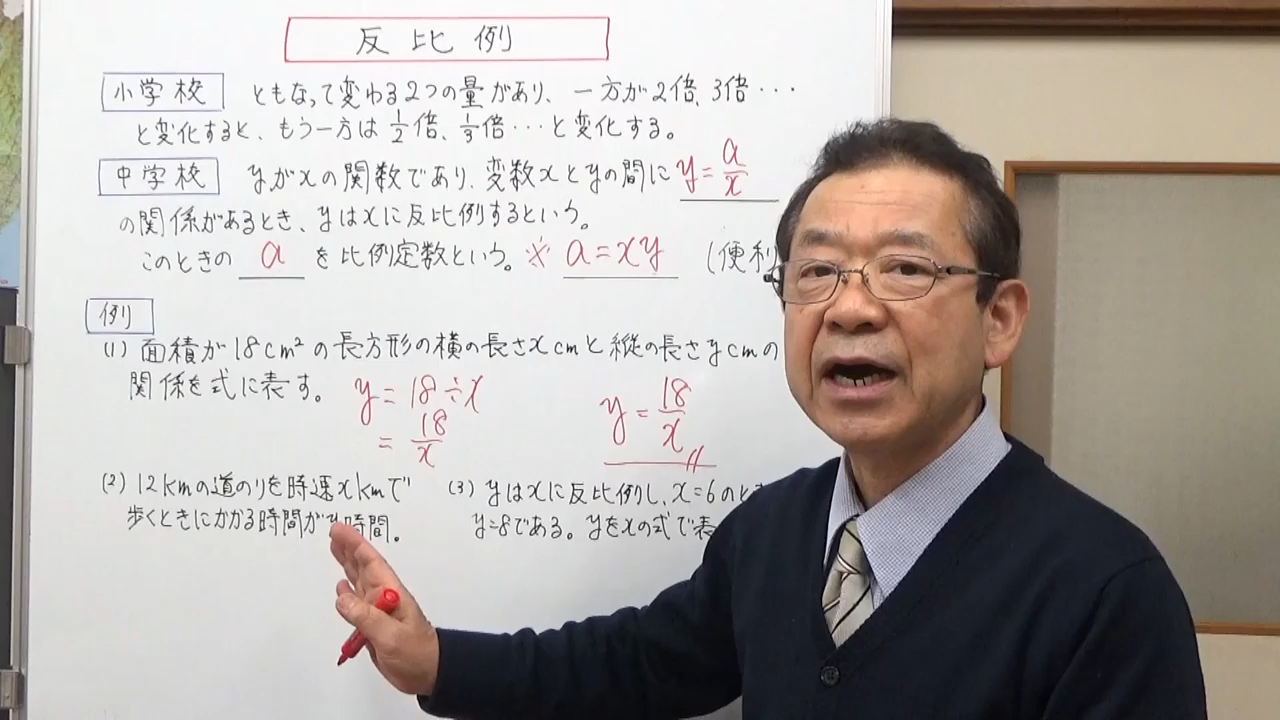 反比例
小学校 ともなって変わる2つの量があり、一方が2倍、3倍・・・
と変化すると、もう一方は 1/2 倍、1/3 倍・・・と変化する。
中学校 yがxの関数であり、変数xとyの間に y=a/x
の関係があるとき、yはxに反比例するという。
このときの a を比例定数という。※ a=xy (便利
例
(1) 面積が18cm²の長方形の横の長さxcmと縦の長さycmの
関係を式に表す。 y=18÷x
=18/x
y=18/x
(2) 12kmの道のりを時速xkmで
歩くときにかかる時間がy時間。
(3) yはxに反比例し、x=6のとき
y=8である。yをxの式で表